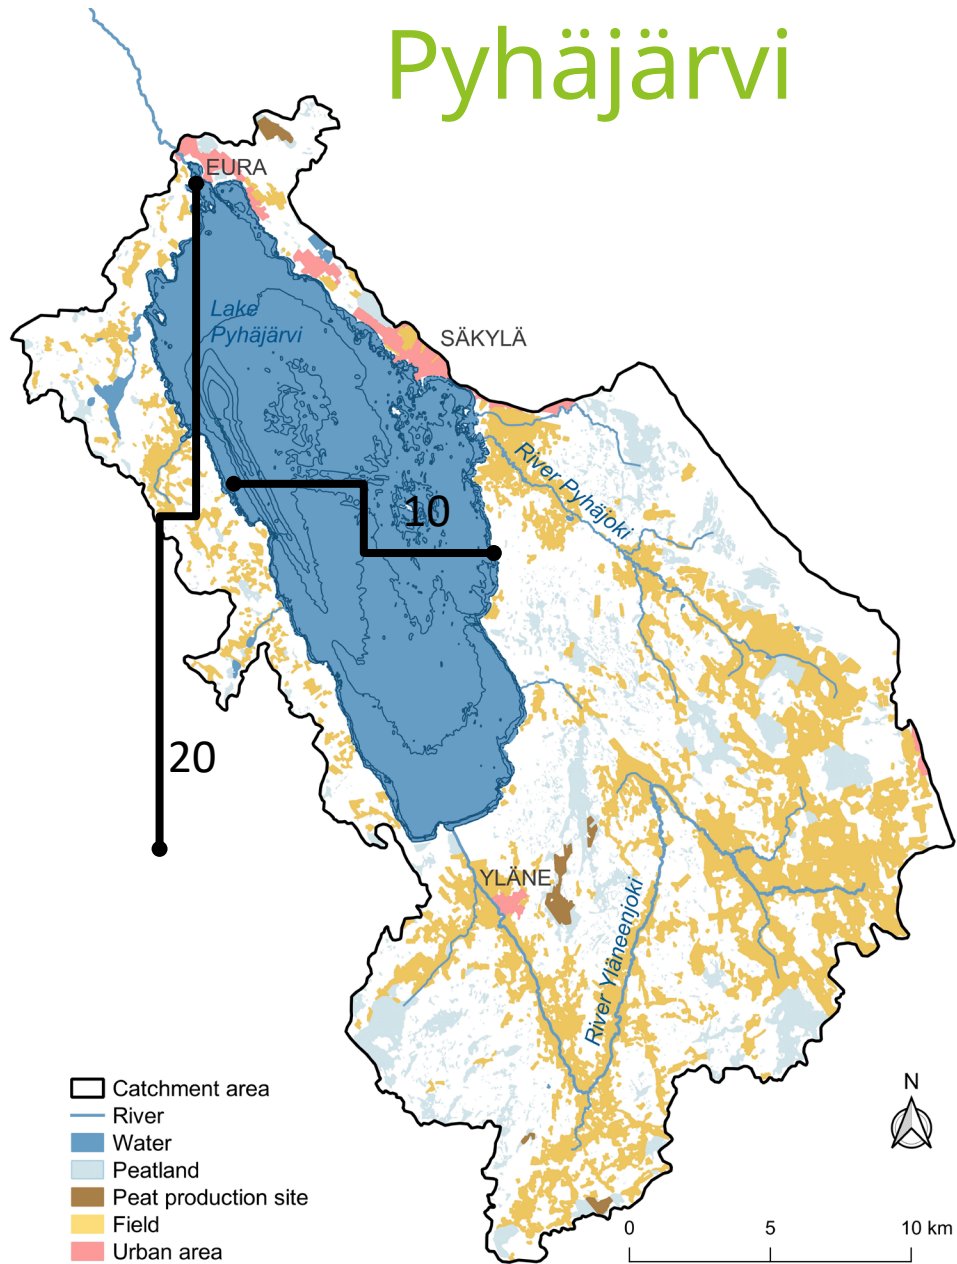 Pyhäjärvi
EURA
Lake
Pyhäjärvi
SÄKYLÄ
River Pyhäjoki
10
20
YLÄNE
River Yläneenjoki
Catchment area
River
Water
Peatland
Peat production site
Field
Urban area
N
0 5 10 km